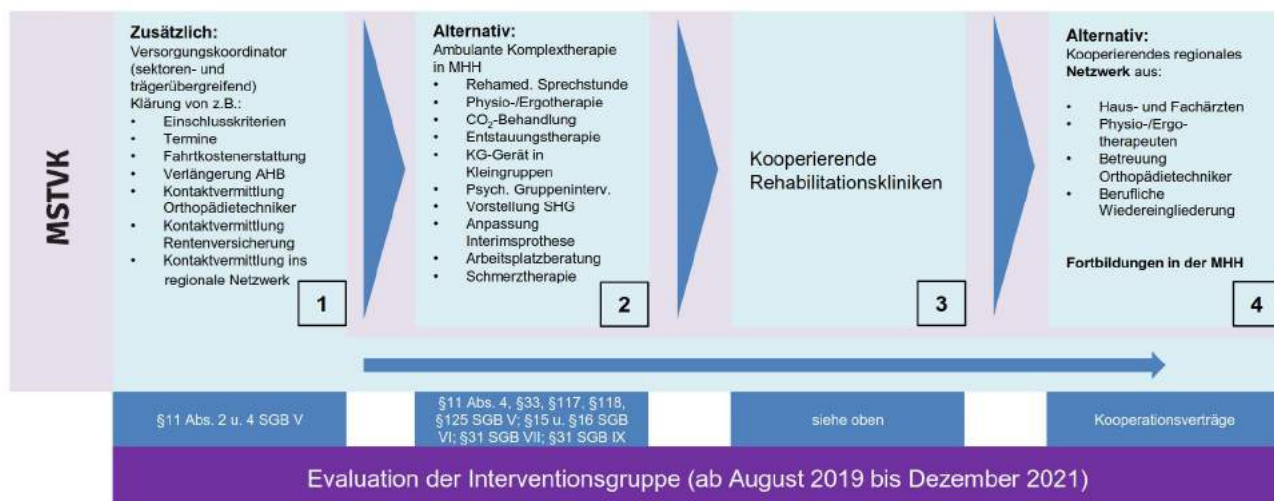 MSTVK
Zusätzlich:
Versorgungskoordinator
(sektoren- und
trägerübergreifend)
Klärung von z.B.:
• Einschlusskriterien
• Termine
• Fahrtkostenerstattung
• Verlängerung AHB
• Kontaktvermittlung
Orthopädietechniker
• Kontaktvermittlung
Rentenversicherung
• Kontaktvermittlung ins
regionale Netzwerk
1
Alternativ:
Ambulante Komplextherapie
in MHH
• Rehamed. Sprechstunde
• Physio-/Ergotherapie
• CO₂-Behandlung
• Entstauungstherapie
• KG-Gerät in
Kleingruppen
• Psych. Gruppeninterv.
• Vorstellung SHG
• Anpassung
Interimsprothese
• Arbeitsplatzberatung
• Schmerztherapie
2
Kooperierende
Rehabilitationskliniken
3
Alternativ:
Kooperierendes regionales
Netzwerk aus:
• Haus- und Fachärzten
• Physio-/Ergo-
therapeuten
• Betreuung
Orthopädietechniker
• Berufliche
Wiedereingliederung
Fortbildungen in der MHH
4
§11 Abs. 2 u. 4 SGB V
§11 Abs. 4, §33, §117, §118,
§125 SGB V; §15 u. §16 SGB
VI; §31 SGB VII; §31 SGB IX
siehe oben
Kooperationsverträge
Evaluation der Interventionsgruppe (ab August 2019 bis Dezember 2021)